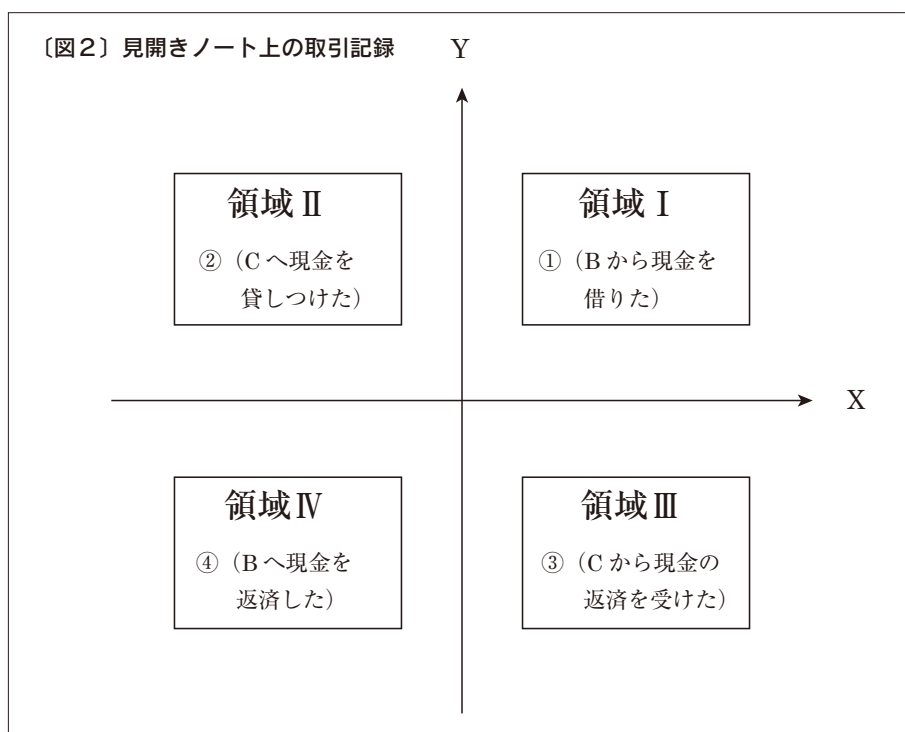 〔図2〕見開きノート上の取引記録
Y
領域Ⅱ
②（Cへ現金を
貸しつけた）
領域Ⅰ
①（Bから現金を
借りた）
X
領域Ⅳ
④（Bへ現金を
返済した）
領域Ⅲ
③（Cから現金の
返済を受けた）